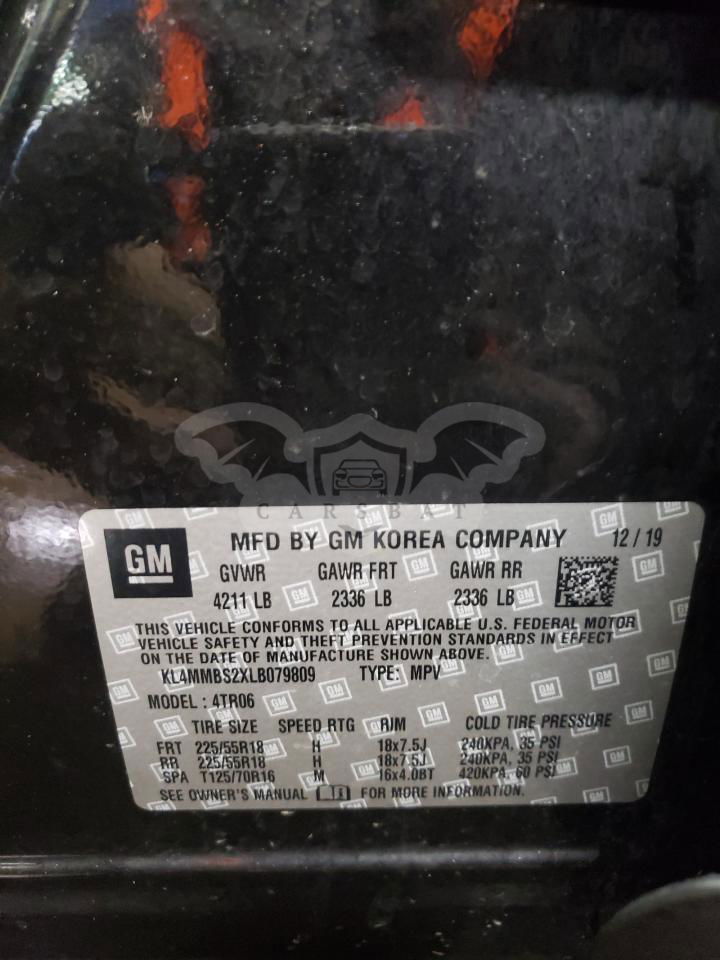 CARSBAT
GM MFD BY GM KOREA COMPANY 12/19
GVWR GAWR FRT GAWR RR
4211 LB 2336 LB 2336 LB
THIS VEHICLE CONFORMS TO ALL APPLICABLE U.S. FEDERAL MOTOR
VEHICLE SAFETY AND THEFT PREVENTION STANDARDS IN EFFECT
ON THE DATE OF MANUFACTURE SHOWN ABOVE.
KL4MMBS2XLB079809 TYPE: MPV
MODEL : 4TR06
TIRE SIZE SPEED RTG RJM COLD TIRE PRESSURE
FRT 225/55R18 H 18x7.5J 240KPA, 35 PSI
RR 225/55R18 H 18x7.5J 240KPA, 35 PSI
SPA T125/70R16 M 16x4.0BT 420KPA, 60 PSI
SEE OWNER'S MANUAL FOR MORE INFORMATION.